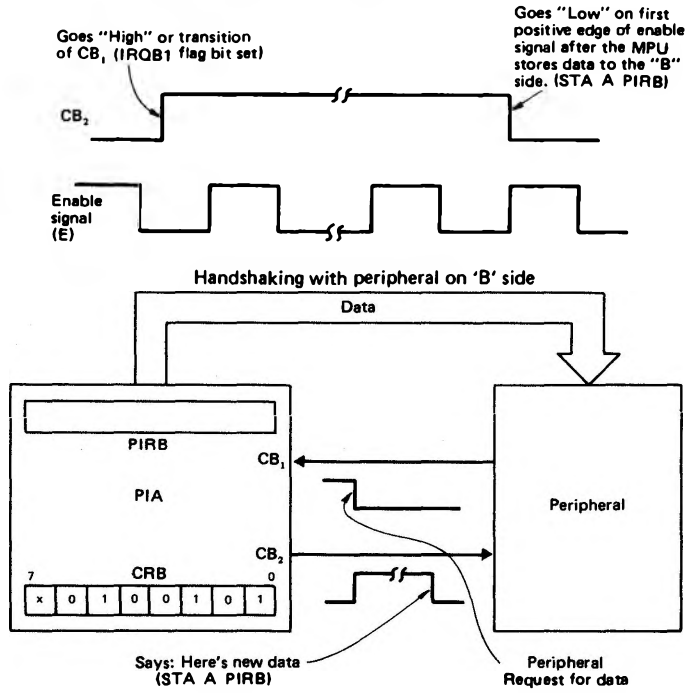 Goes "High" or transition
of CB₁ (IRQB1 flag bit set)
Goes "Low" on first
positive edge of enable
signal after the MPU
stores data to the "B"
side. (STA A PIRB)
CB₂
Enable
signal
(E)
Handshaking with peripheral on 'B' side
Data
PIRB
CB₁
PIA
Peripheral
CB₂
7 CRB 0
x 0 1 0 0 1 0 1
Says: Here's new data
(STA A PIRB)
Peripheral
Request for data